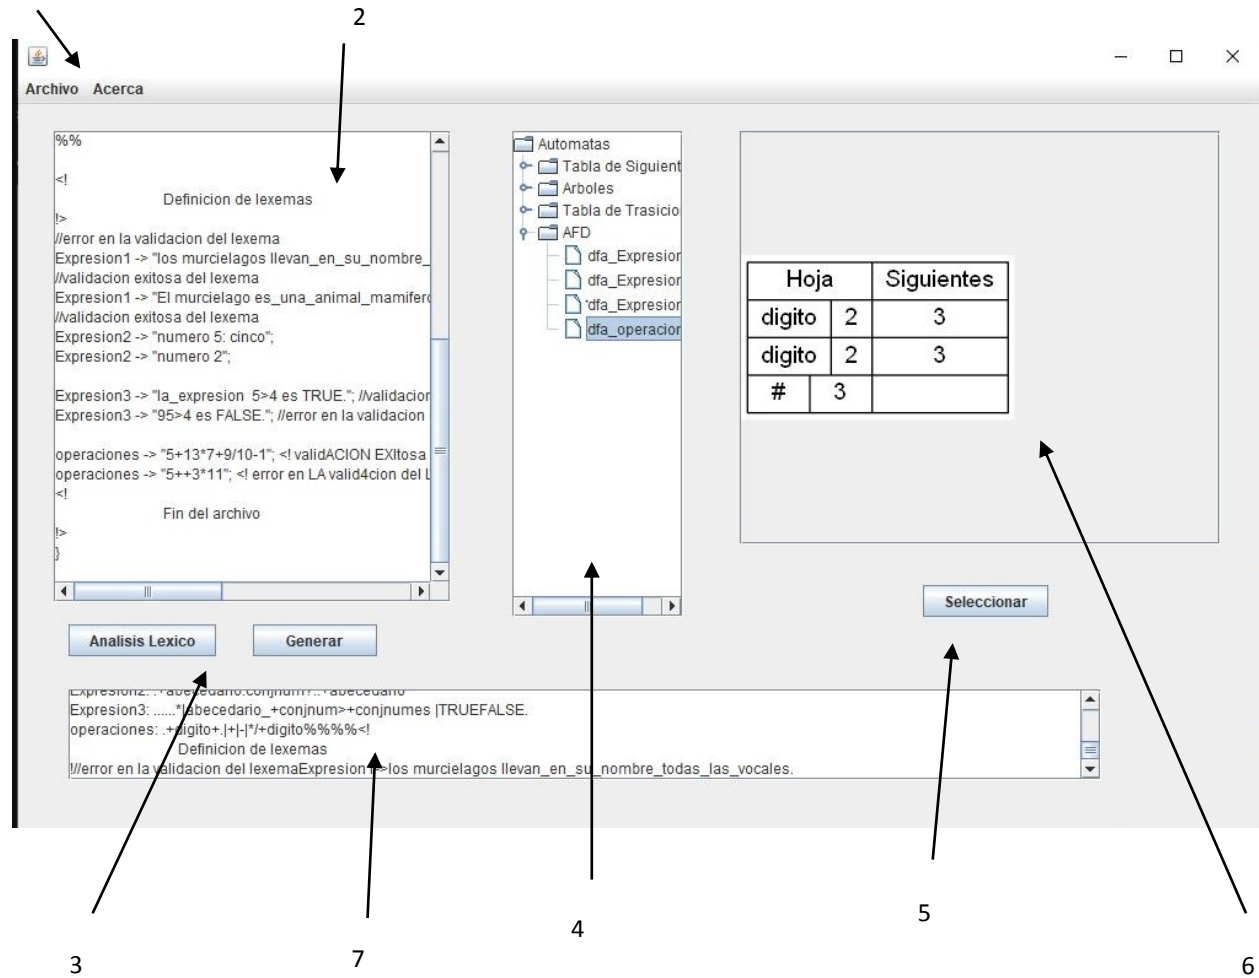 2
Archivo Acerca
%%
<!
Definicion de lexemas
!>
//error en la validacion del lexema
Expresion1 -> "los murcielagos llevan_en_su_nombre_
//validacion exitosa del lexema
Expresion1 -> "El murcielago es_una_animal_mamifero
//validacion exitosa del lexema
Expresion2 -> "numero 5: cinco";
Expresion2 -> "numero 2";
Expresion3 -> "la_expresion 5>4 es TRUE."; //validacion
Expresion3 -> "95>4 es FALSE."; //error en la validacion
operaciones -> "5+13*7+9/10-1"; <! validACION EXItosa
operaciones -> "5++3*11"; <! error en LA valid4cion del L
<!
Fin del archivo
!>
}
Automatas
Tabla de Siguient
Arboles
Tabla de Trasicio
AFD
dfa_Expresion
dfa_Expresion
dfa_Expresion
dfa_operacion
Hoja Siguientes
digito 2 3
digito 2 3
# 3
Seleccionar
Analisis Lexico Generar
Expresion2: .+abecedario.conjnum?..+abecedario
Expresion3: ......*|abecedario_+conjnum>+conjnumes |TRUEFALSE.
operaciones: .+digito+.|+|-|*/+digito%%%%<!
Definicion de lexemas
!//error en la validacion del lexemaExpresion1->los murcielagos llevan_en_su_nombre_todas_las_vocales.
3
7
4
5
6